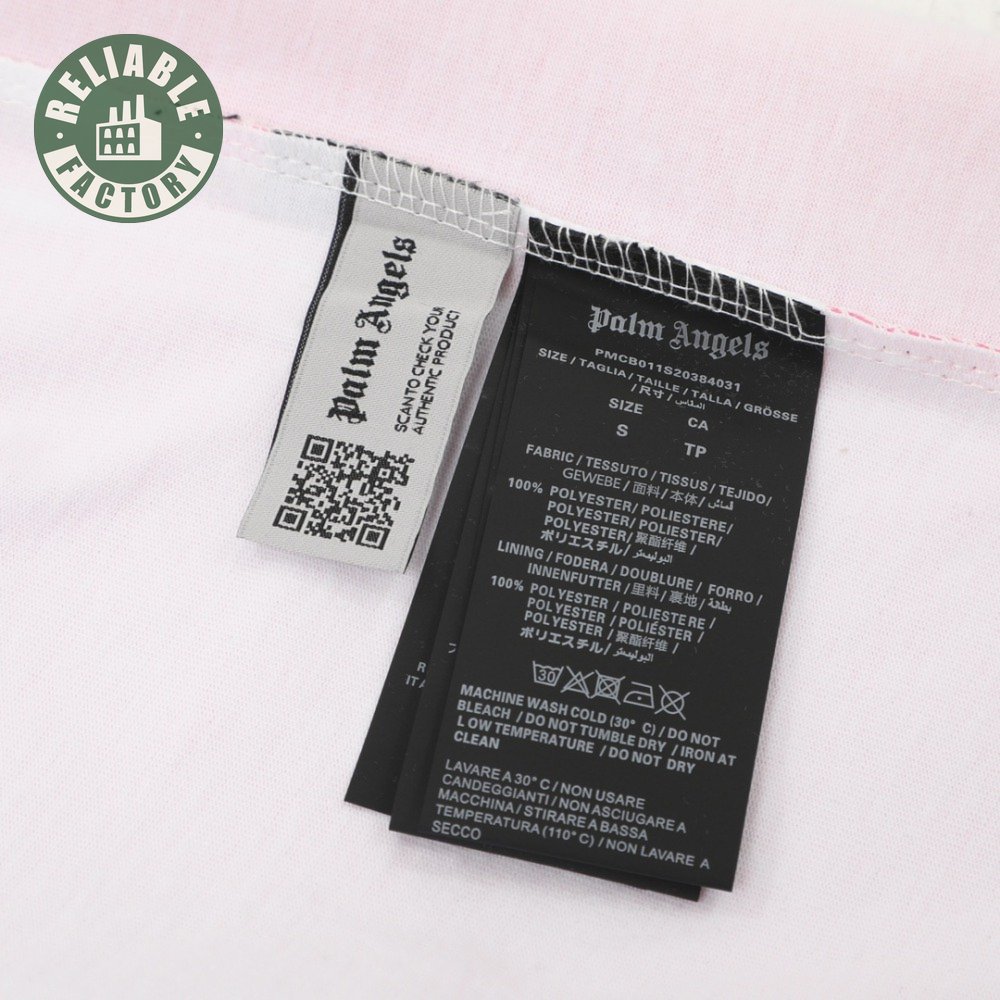 RELIABLE
FACTORY
Palm Angels
SCAN TO CHECK YOUR
AUTHENTIC PRODUCT
Palm Angels
PMCB011S20384031
SIZE / TAGLIA / TAILLE / TALLA / GRÖSSE
/ 尺寸 / المقاس
SIZE CA
S TP
FABRIC / TESSUTO / TISSUS / TEJIDO/
GEWEBE / 面料 / 本体 / قماش
100% POLYESTER/ POLIESTERE/
POLYESTER/ POLIÉSTER/
POLYESTER/ 聚酯纤维 /
ポリエステル / البوليستر
LINING / FODERA / DOUBLURE / FORRO /
INNENFUTTER / 里料 / 裏地 / بطانة
100% POLYESTER / POLIESTERE/
POLYESTER / POLIÉSTER /
POLYESTER / 聚酯纤维 /
ポリエステル / البوليستر
30
MACHINE WASH COLD (30° C) / DO NOT
BLEACH / DO NOT TUMBLE DRY / IRON AT
LOW TEMPERATURE / DO NOT DRY
CLEAN
LAVARE A 30° C / NON USARE
CANDEGGIANTI / NON ASCIUGARE A
MACCHINA / STIRARE A BASSA
TEMPERATURA (110° C) / NON LAVARE A
SECCO